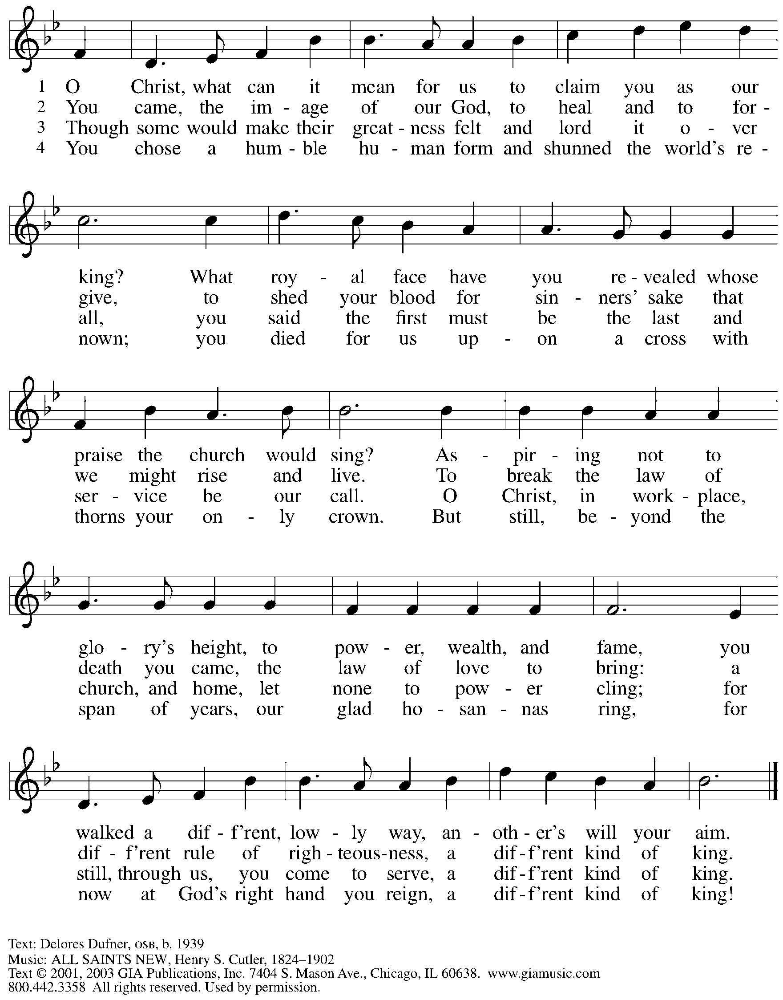 1 O Christ, what can it mean for us to claim you as our
2 You came, the im - age of our God, to heal and to for -
3 Though some would make their great - ness felt and lord it o - ver
4 You chose a hum - ble hu - man form and shunned the world's re -
king? What roy - al face have you re - vealed whose
give, to shed your blood for sin - ners' sake that
all, you said the first must be the last and
nown; you died for us up - on a cross with
praise the church would sing? As - pir - ing not to
we might rise and live. To break the law of
ser - vice be our call. O Christ, in work - place,
thorns your on - ly crown. But still, be - yond the
glo - ry's height, to pow - er, wealth, and fame, you
death you came, the law of love to bring: a
church, and home, let none to pow - er cling; for
span of years, our glad ho - san - nas ring, for
walked a dif - f'rent, low - ly way, an - oth - er's will your aim.
dif - f'rent rule of righ - teous - ness, a dif - f'rent kind of king.
still, through us, you come to serve, a dif - f'rent kind of king.
now at God's right hand you reign, a dif - f'rent kind of king!
Text: Delores Dufner, OSB, b. 1939
Music: ALL SAINTS NEW, Henry S. Cutler, 1824–1902
Text © 2001, 2003 GIA Publications, Inc. 7404 S. Mason Ave., Chicago, IL 60638. www.giamusic.com
800.442.3358 All rights reserved. Used by permission.